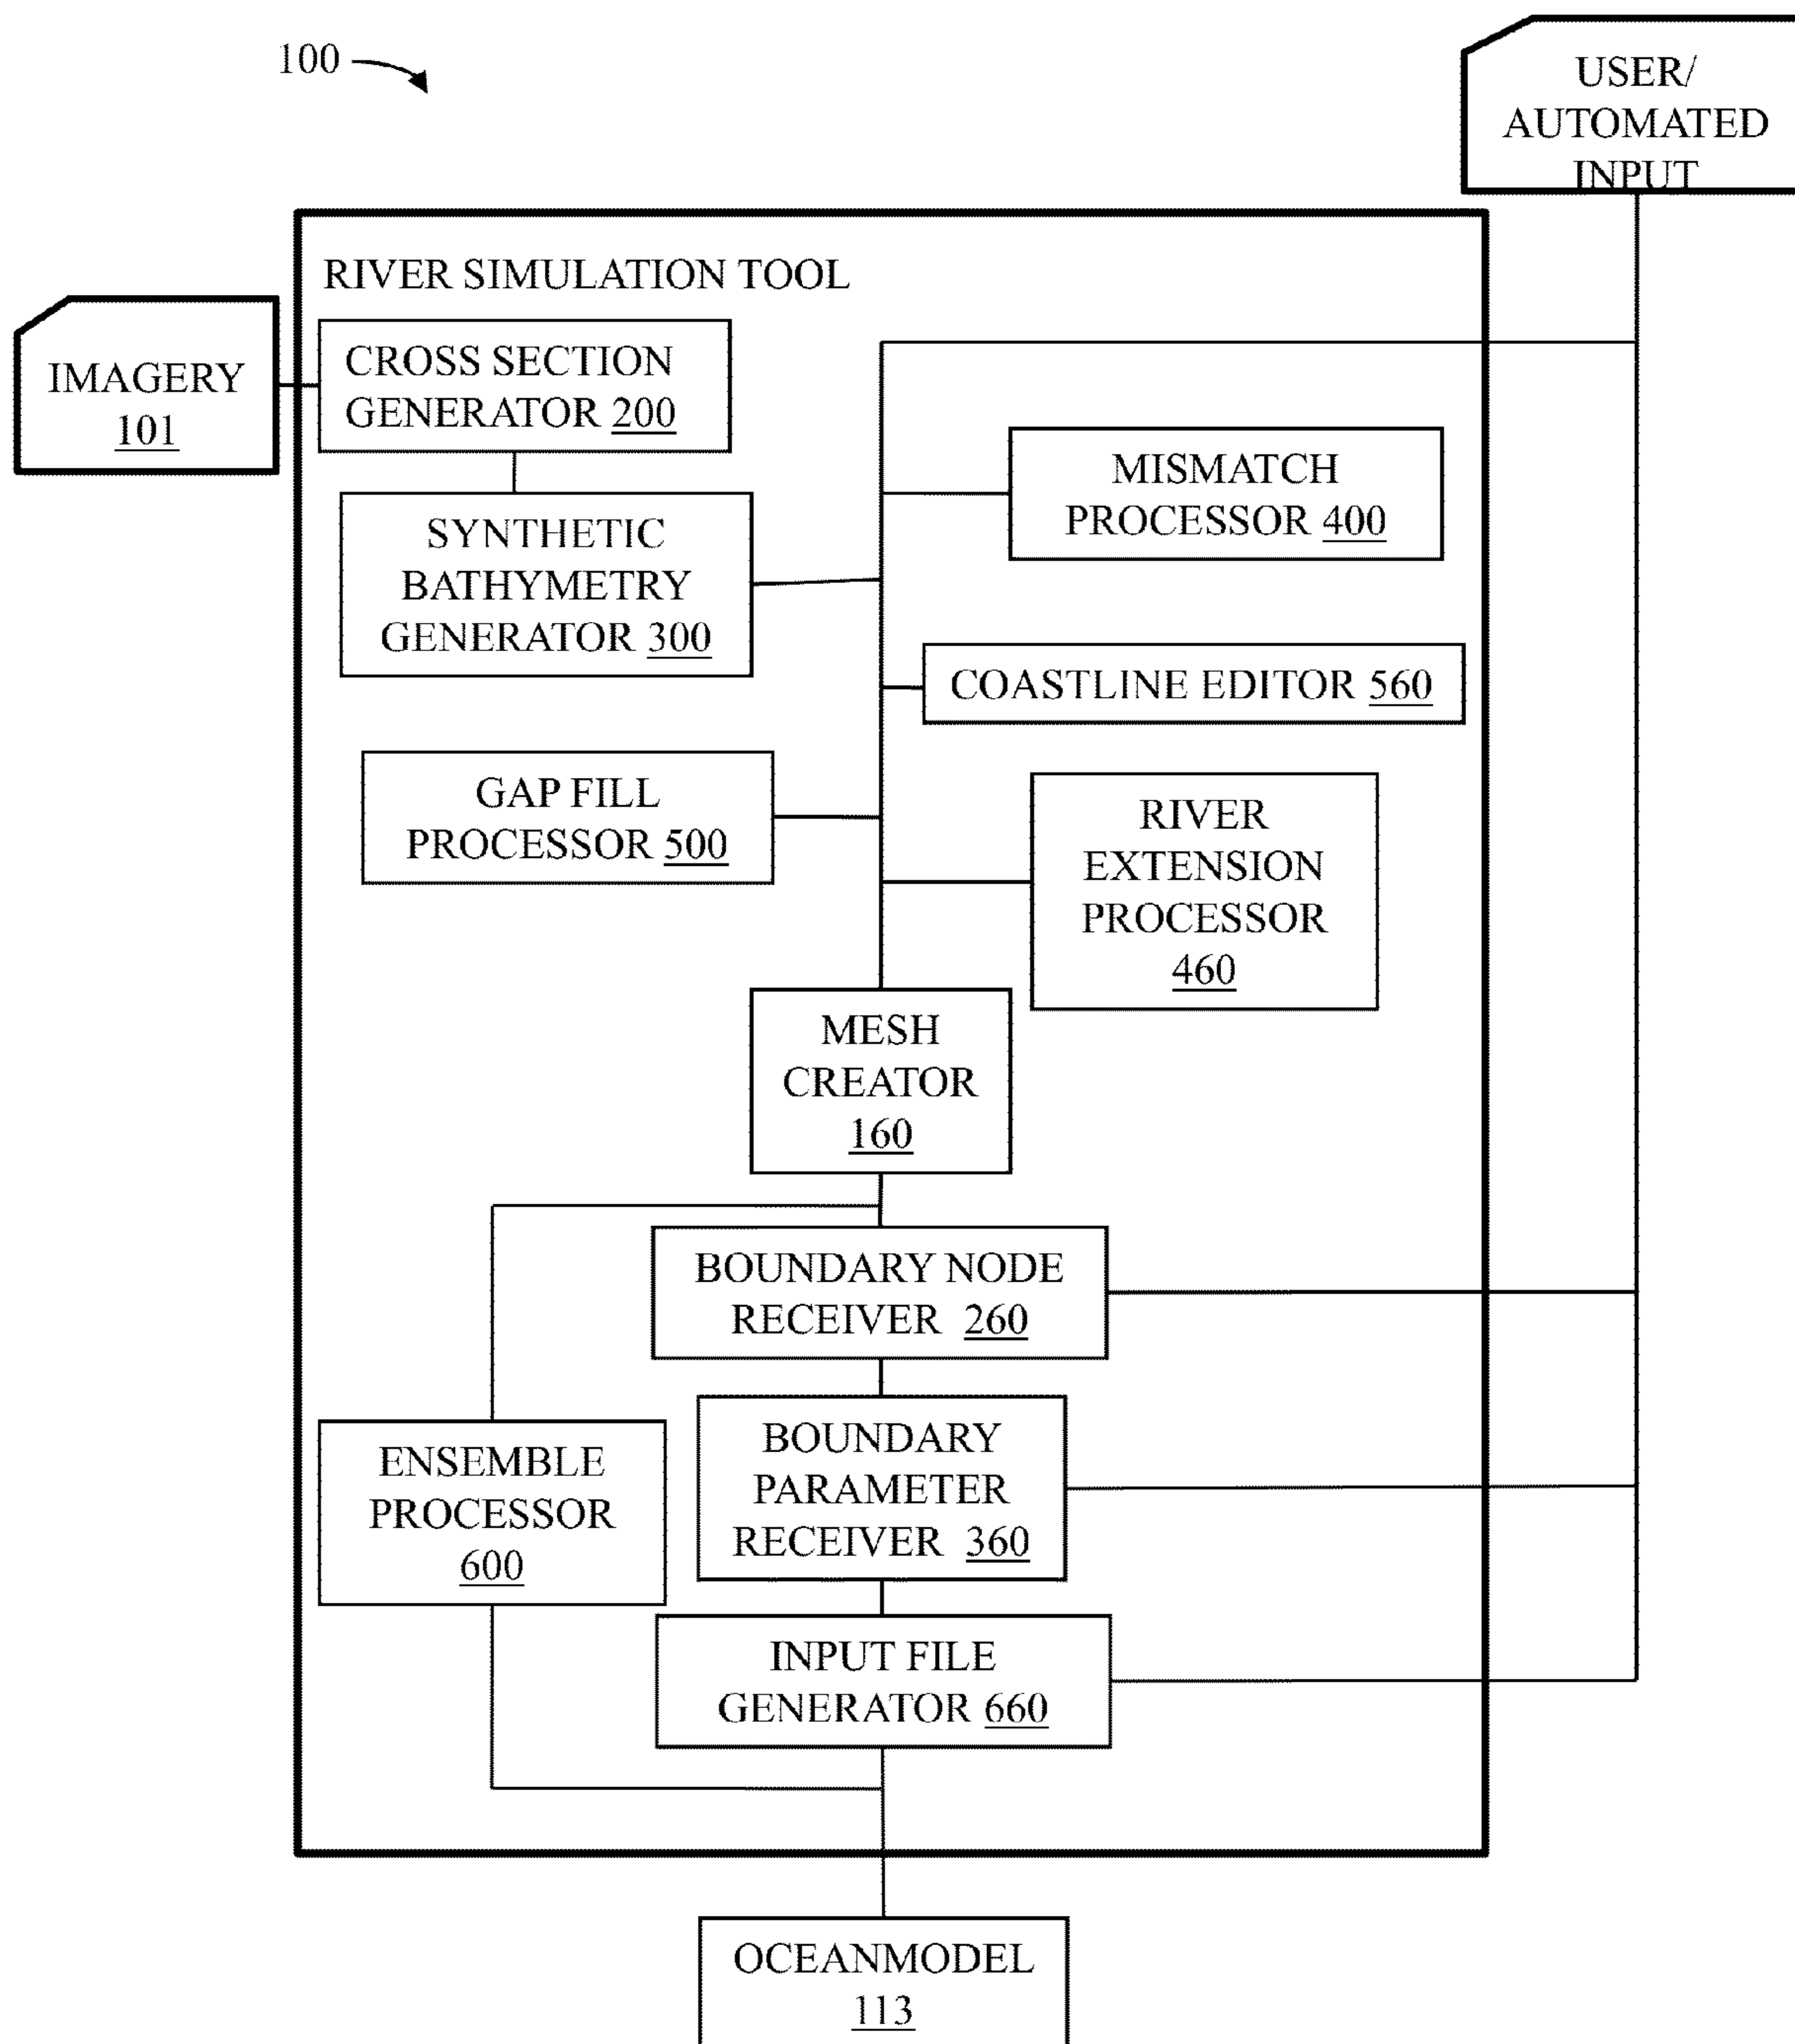 100
USER/
AUTOMATED
INPUT
RIVER SIMULATION TOOL
IMAGERY
101
CROSS SECTION
GENERATOR 200
MISMATCH
PROCESSOR 400
SYNTHETIC
BATHYMETRY
GENERATOR 300
COASTLINE EDITOR 560
GAP FILL
PROCESSOR 500
RIVER
EXTENSION
PROCESSOR
460
MESH
CREATOR
160
BOUNDARY NODE
RECEIVER 260
ENSEMBLE
PROCESSOR
600
BOUNDARY
PARAMETER
RECEIVER 360
INPUT FILE
GENERATOR 660
OCEANMODEL
113